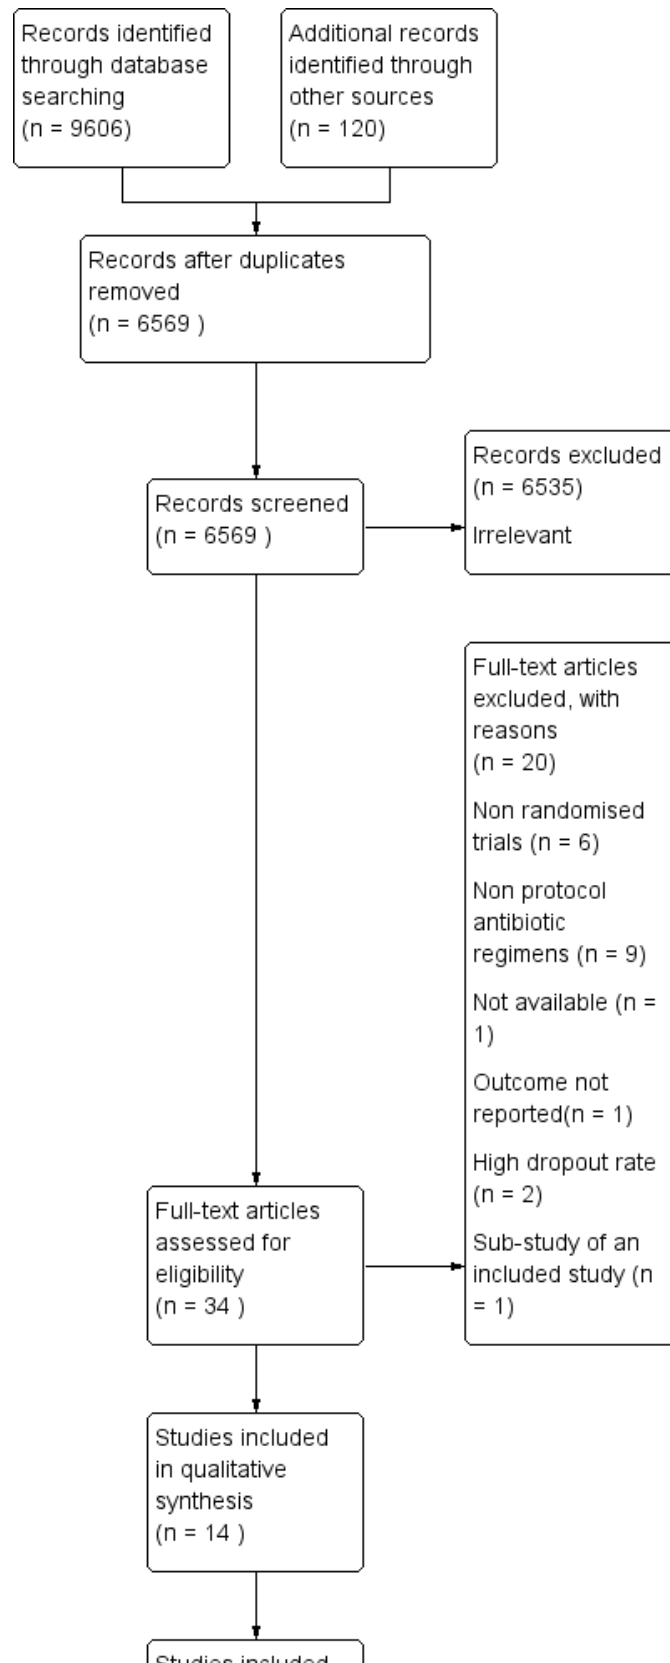 Records identified
through database
searching
(n = 9606)
Additional records
identified through
other sources
(n = 120)
Records after duplicates
removed
(n = 6569 )
Records screened
(n = 6569 )
Records excluded
(n = 6535)
Irrelevant
Full-text articles
excluded, with
reasons
(n = 20)
Non randomised
trials (n = 6)
Non protocol
antibiotic
regimens (n = 9)
Not available (n =
1)
Outcome not
reported(n = 1)
High dropout rate
(n = 2)
Sub-study of an
included study (n
= 1)
Full-text articles
assessed for
eligibility
(n = 34 )
Studies included
in qualitative
synthesis
(n = 14 )
Studies included